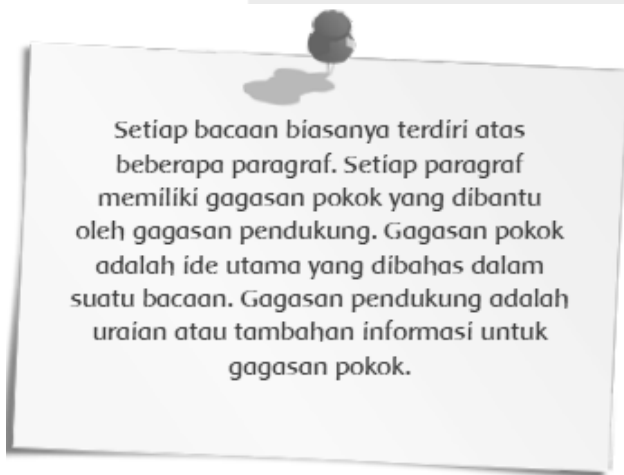 Setiap bacaan biasanya terdiri atas
beberapa paragraf. Setiap paragraf
memiliki gagasan pokok yang dibantu
oleh gagasan pendukung. Gagasan pokok
adalah ide utama yang dibahas dalam
suatu bacaan. Gagasan pendukung adalah
uraian atau tambahan informasi untuk
gagasan pokok.